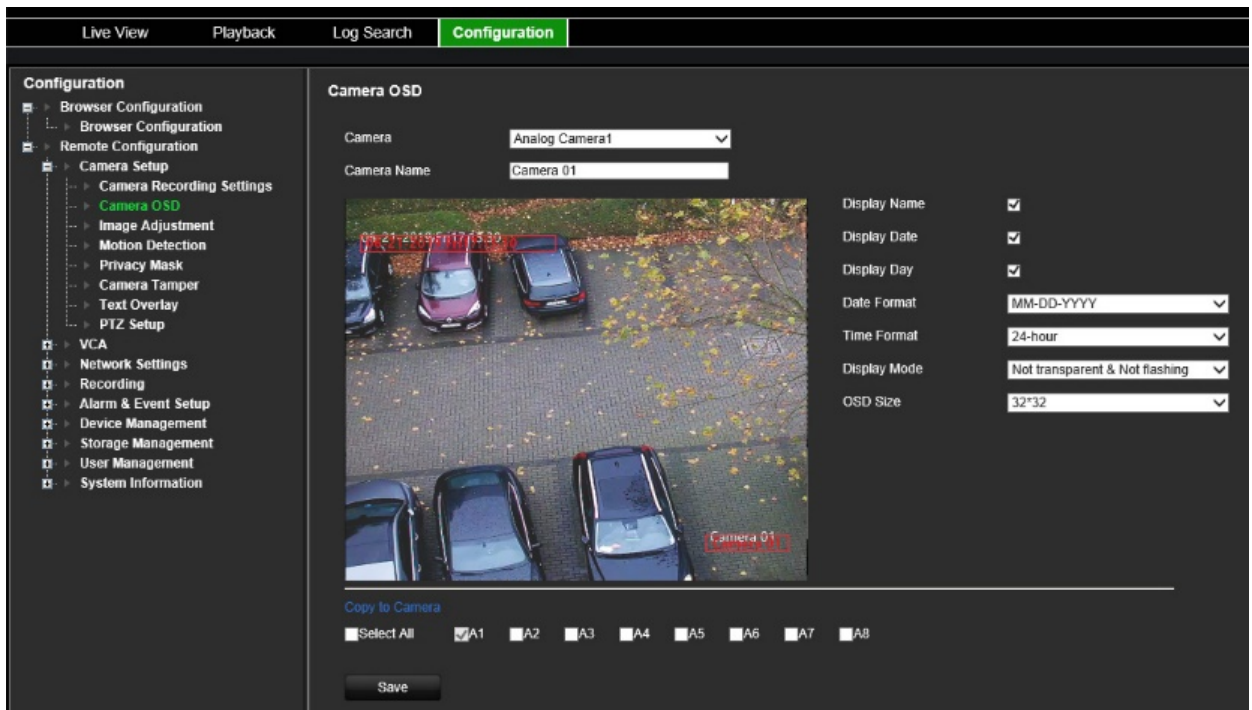 Live View Playback Log Search Configuration
Configuration
Browser Configuration
Browser Configuration
Remote Configuration
Camera Setup
Camera Recording Settings
Camera OSD
Image Adjustment
Motion Detection
Privacy Mask
Camera Tamper
Text Overlay
PTZ Setup
VCA
Network Settings
Recording
Alarm & Event Setup
Device Management
Storage Management
User Management
System Information
Camera OSD
Camera Analog Camera1
Camera Name Camera 01
Display Name
Display Date
Display Day
Date Format MM-DD-YYYY
Time Format 24-hour
Display Mode Not transparent & Not flashing
OSD Size 32*32
Camera 01
Copy to Camera
Select All A1 A2 A3 A4 A5 A6 A7 A8
Save